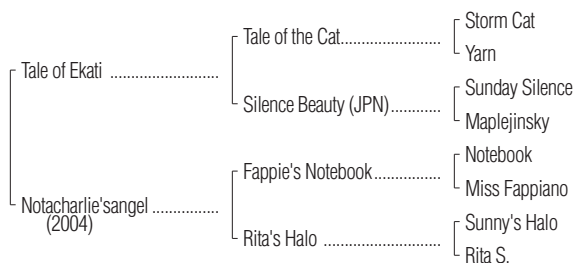 Storm Cat
Tale of the Cat........................
Yarn
Tale of Ekati ..........................
Sunday Silence
Silence Beauty (JPN)...............
Maplejinsky
Notebook
Fappie's Notebook...................
Miss Fappiano
Notacharlie'sangel ................
(2004)
Sunny's Halo
Rita's Halo ............................
Rita S.